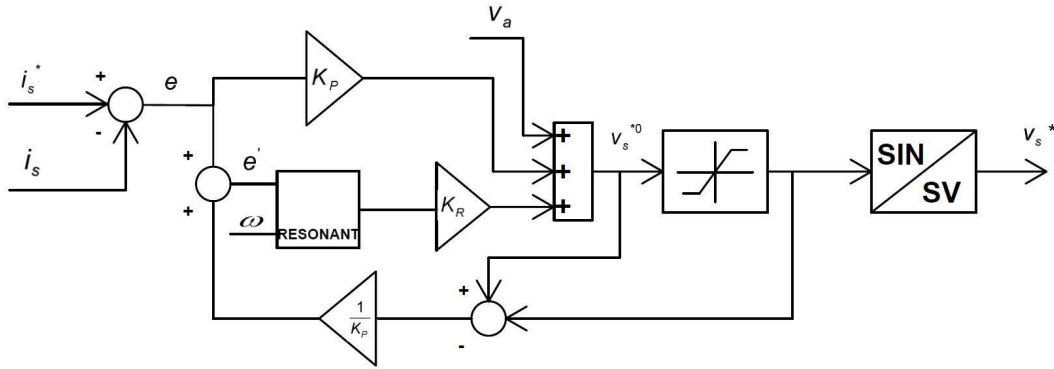 v_a
i_s^*
+
e
K_P
-
i_s
+
v_s^{*0}
v_s^*
+
e'
+
SIN
SV
+
K_R
+
ω
RESONANT
+
1/K_P
-